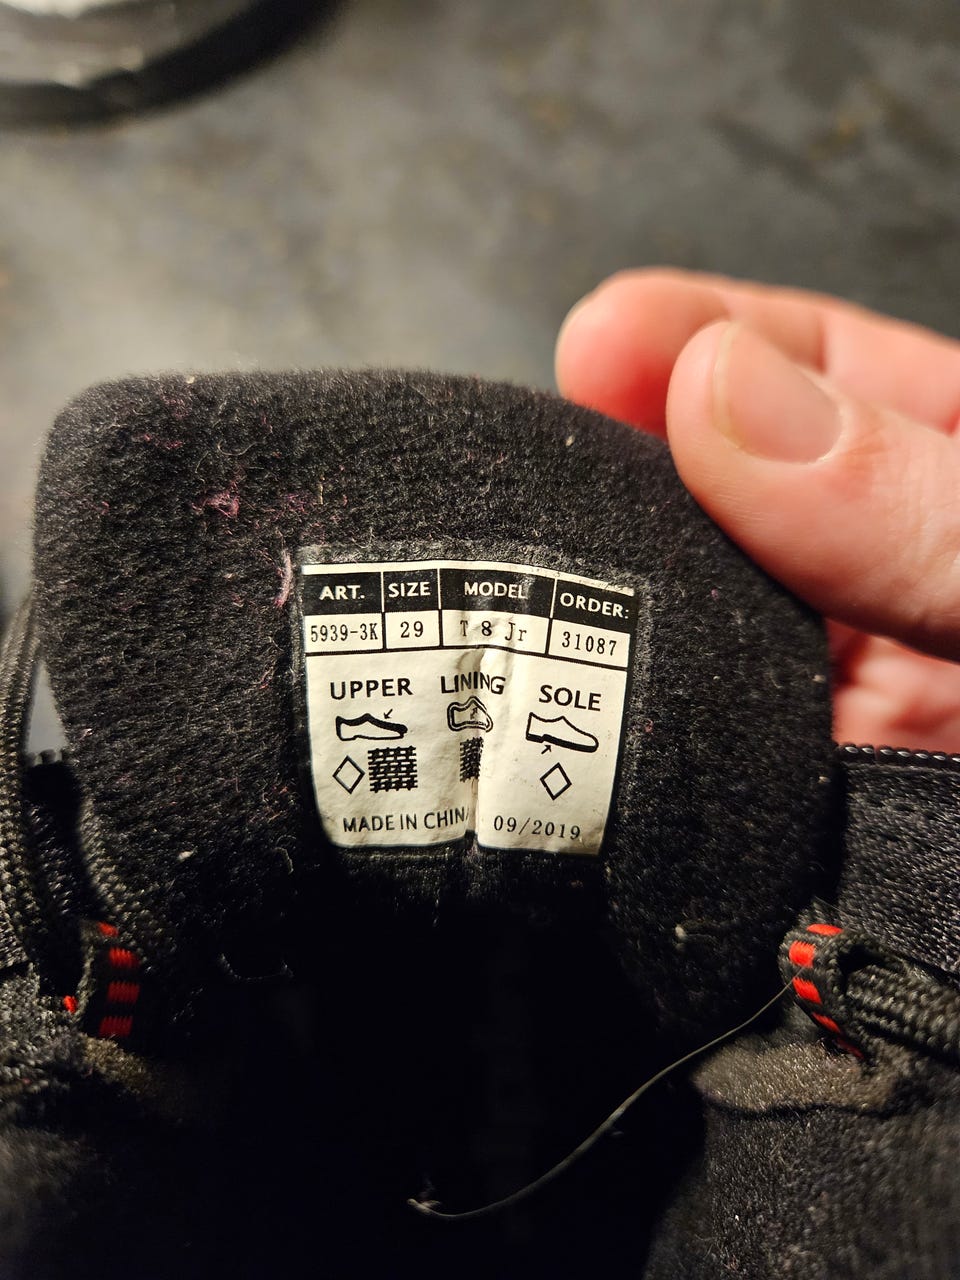 ART. SIZE MODEL ORDER:
5939-3K 29 T 8 Jr 31087
UPPER LINING SOLE
MADE IN CHINA 09/2019